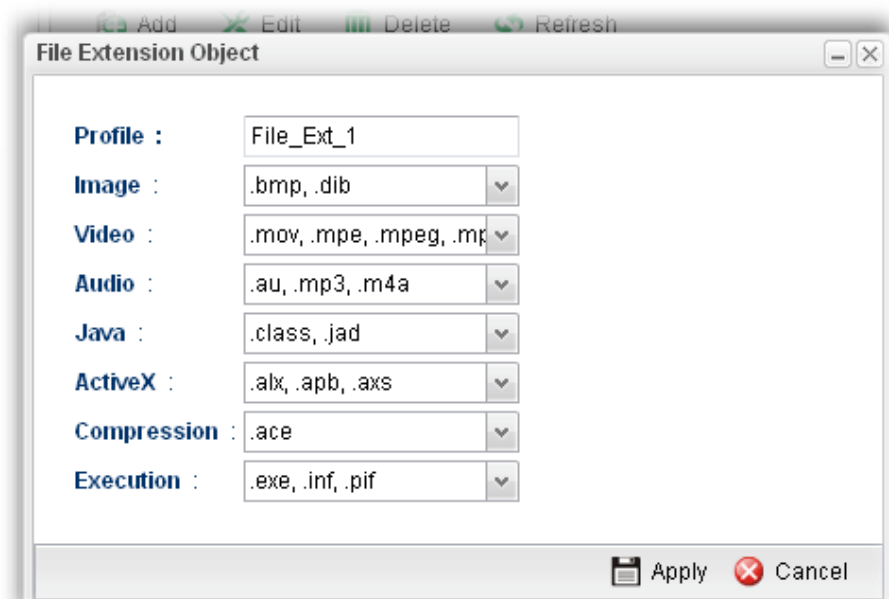 Add Edit Delete Refresh
File Extension Object
Profile : File_Ext_1
Image : .bmp, .dib
Video : .mov, .mpe, .mpeg, .mp
Audio : .au, .mp3, .m4a
Java : .class, .jad
ActiveX : .alx, .apb, .axs
Compression : .ace
Execution : .exe, .inf, .pif
Apply Cancel